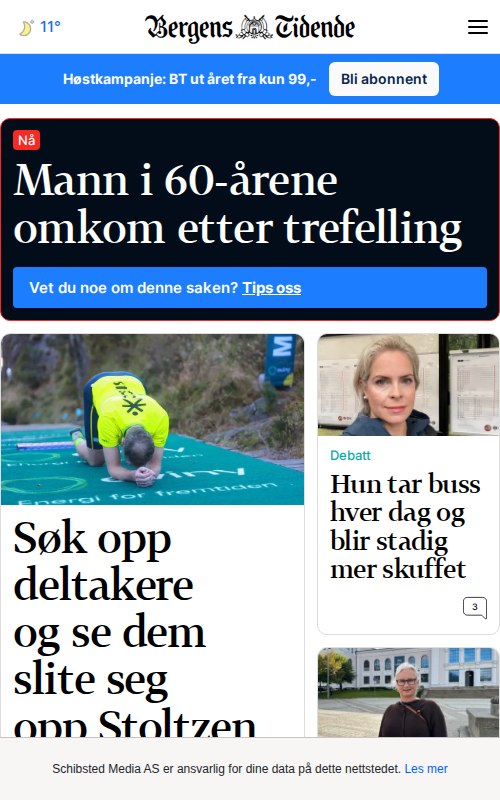 11°
Bergens Tidende
Høstkampanje: BT ut året fra kun 99,-
Bli abonnent
Nå
Mann i 60-årene
omkom etter trefelling
Vet du noe om denne saken? Tips oss
Energi for fremtiden
Søk opp
deltakere
og se dem
slite seg
opp Stoltzen
Debatt
Hun tar buss
hver dag og
blir stadig
mer skuffet
3
Schibsted Media AS er ansvarlig for dine data på dette nettstedet. Les mer